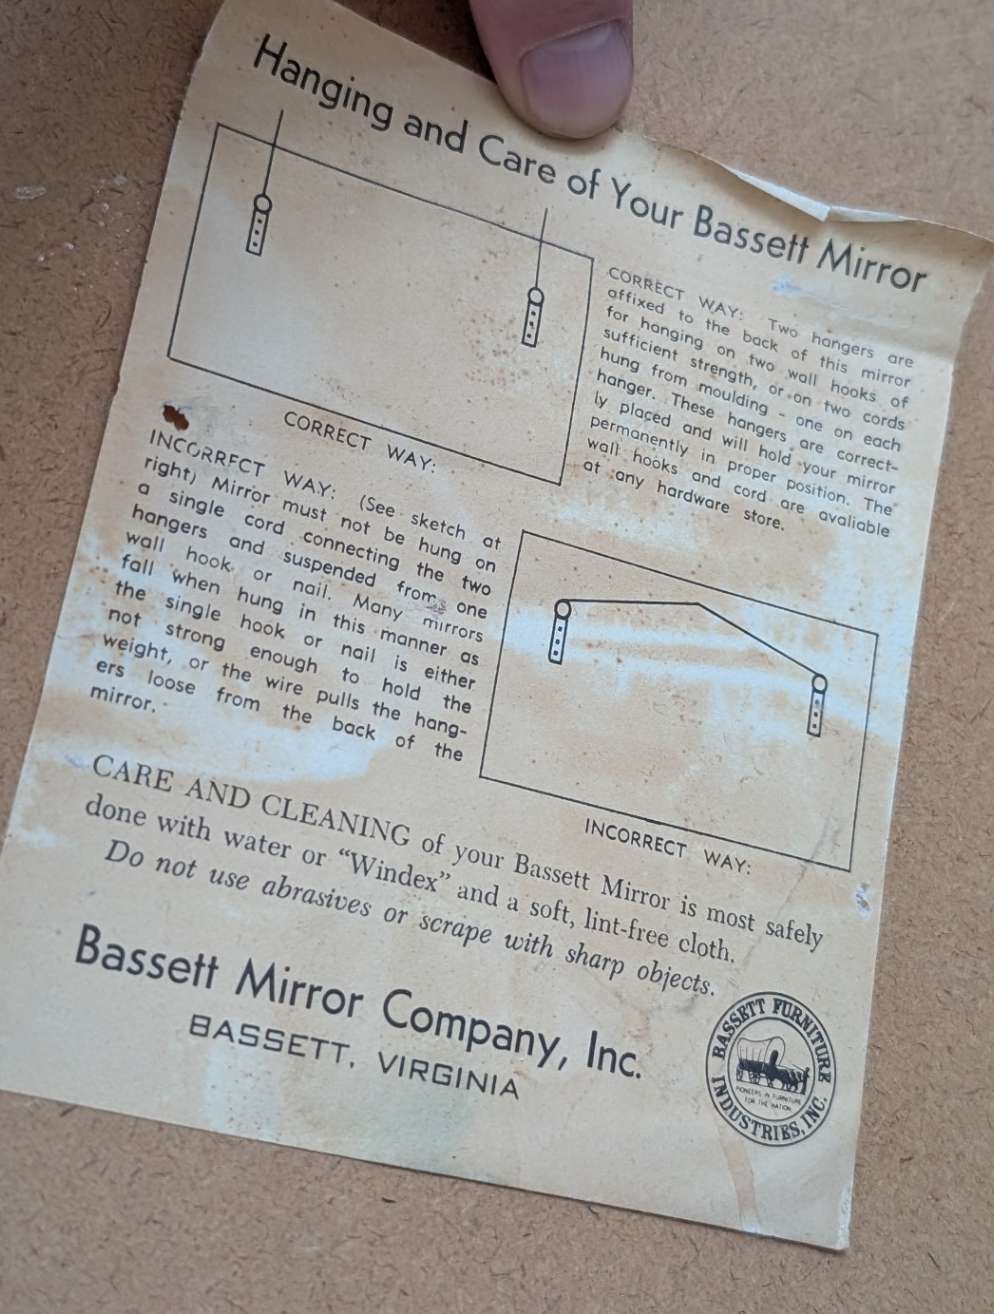 Hanging and Care of Your Bassett Mirror
CORRECT WAY: Two hangers are
affixed to the back of this mirror
for hanging on two wall hooks of
sufficient strength, or on two cords
hung from moulding - one on each
hanger. These hangers are correct-
ly placed and will hold your mirror
permanently in proper position. The
wall hooks and cord are avaliable
at any hardware store.
CORRECT WAY:
INCORRECT WAY: (See sketch at
right) Mirror must not be hung on
a single cord connecting the two
hangers and suspended from one
wall hook or nail. Many mirrors
fall when hung in this manner as
the single hook or nail is either
not strong enough to hold the
weight, or the wire pulls the hang-
ers loose from the back of the
mirror.
INCORRECT WAY:
CARE AND CLEANING of your Bassett Mirror is most safely
done with water or “Windex” and a soft, lint-free cloth.
Do not use abrasives or scrape with sharp objects.
Bassett Mirror Company, Inc.
BASSETT, VIRGINIA
BASSETT FURNITURE
PIONEERS IN FURNITURE
FOR THE NATION
INDUSTRIES, INC.